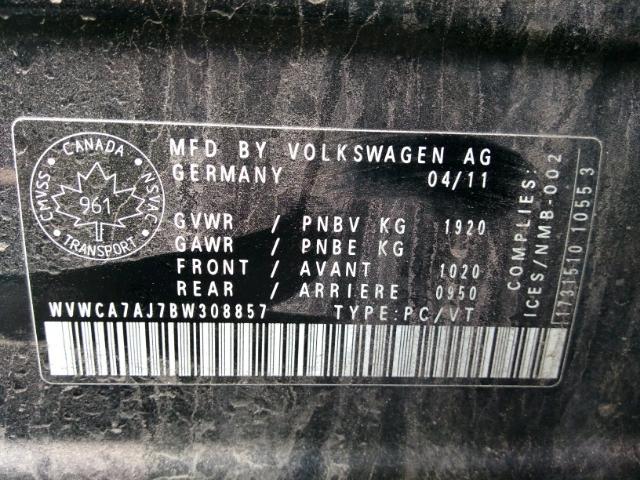 CANADA
CMVSS NSVAC
961
TRANSPORT
MFD BY VOLKSWAGEN AG
GERMANY 04/11
GVWR / PNBV KG 1920
GAWR / PNBE KG
FRONT / AVANT 1020
REAR / ARRIERE 0950
WVWCA7AJ7BW308857 TYPE:PC/VT
COMPLIES:
ICES/NMB-002
1731510 1055 3